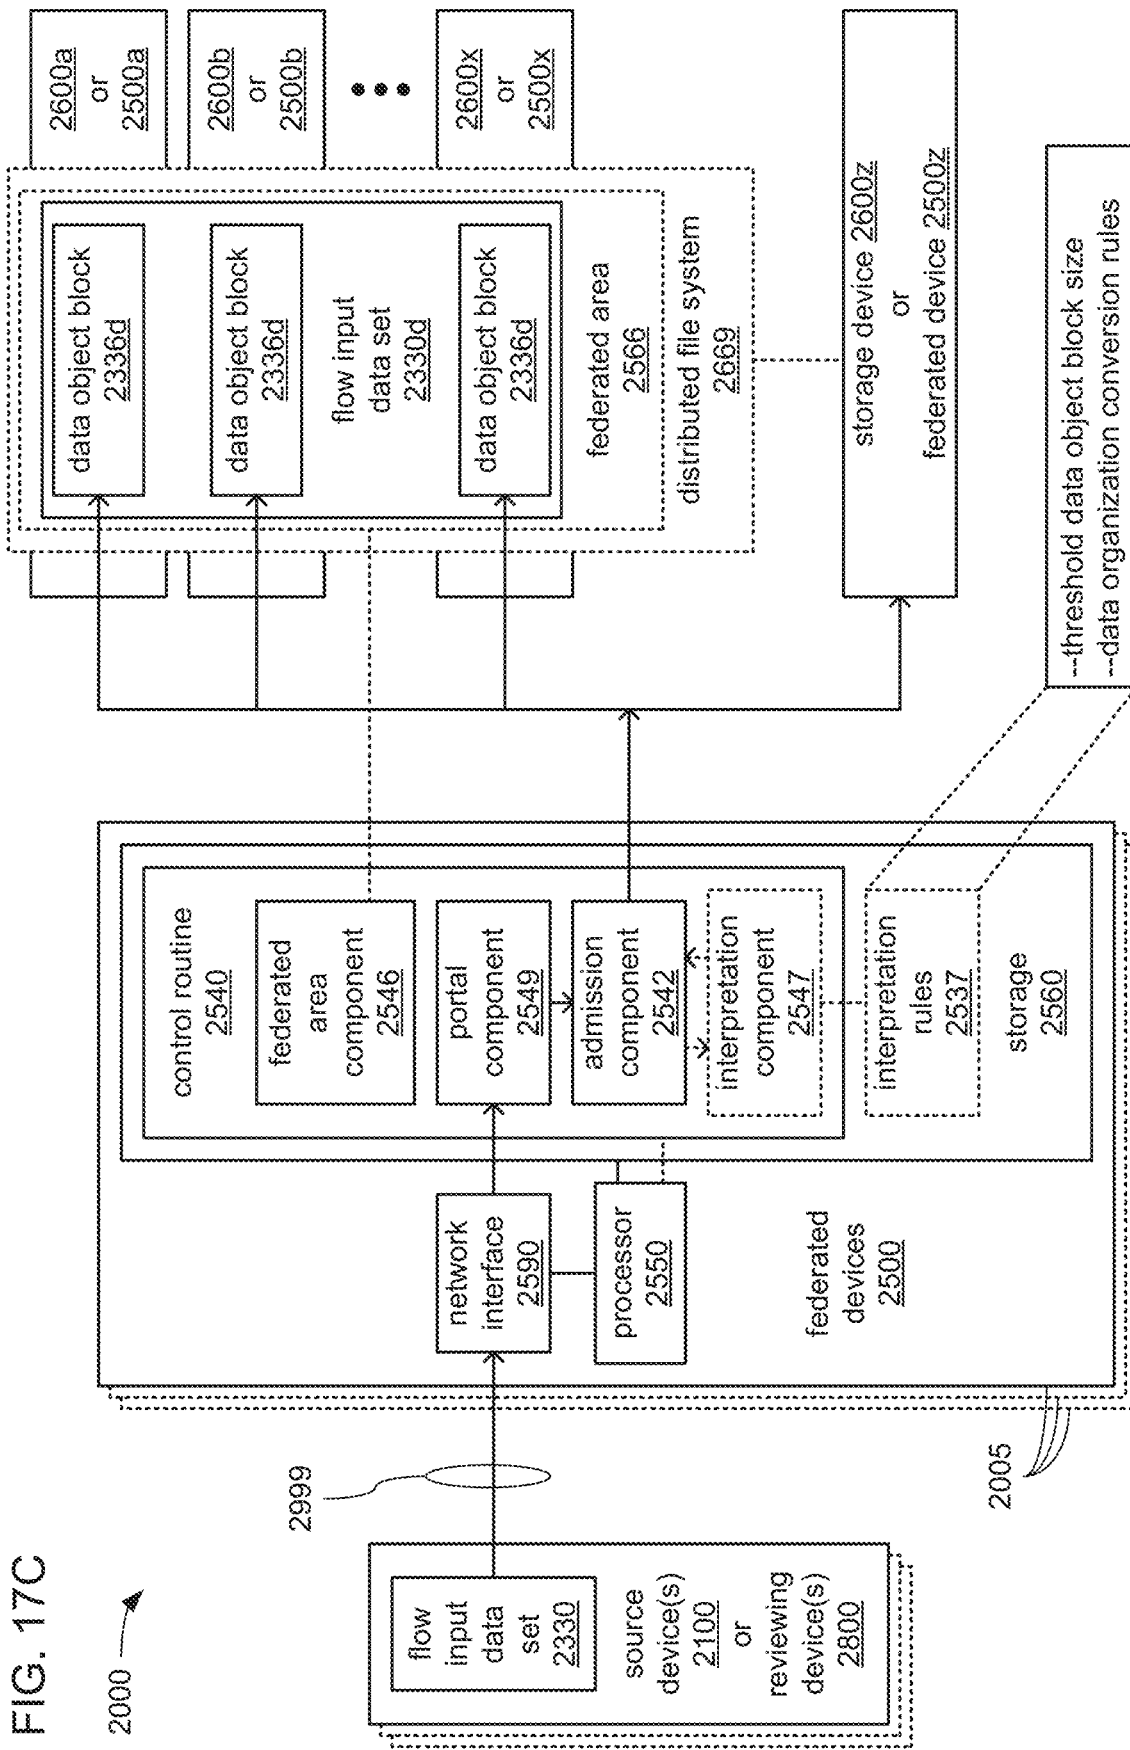 FIG. 17C
2000
flow
input
data
set
2330
source
device(s)
2100
or
reviewing
device(s)
2800
2999
2005
network
interface
2590
processor
2550
federated
devices
2500
control routine
2540
federated
area
component
2546
portal
component
2549
admission
component
2542
interpretation
component
2547
interpretation
rules
2537
storage
2560
data object block
2336d
data object block
2336d
flow input
data set
2330d
data object block
2336d
federated area
2566
distributed file system
2669
2600a
or
2500a
2600b
or
2500b
2600x
or
2500x
storage device 2600z
or
federated device 2500z
--threshold data object block size
--data organization conversion rules